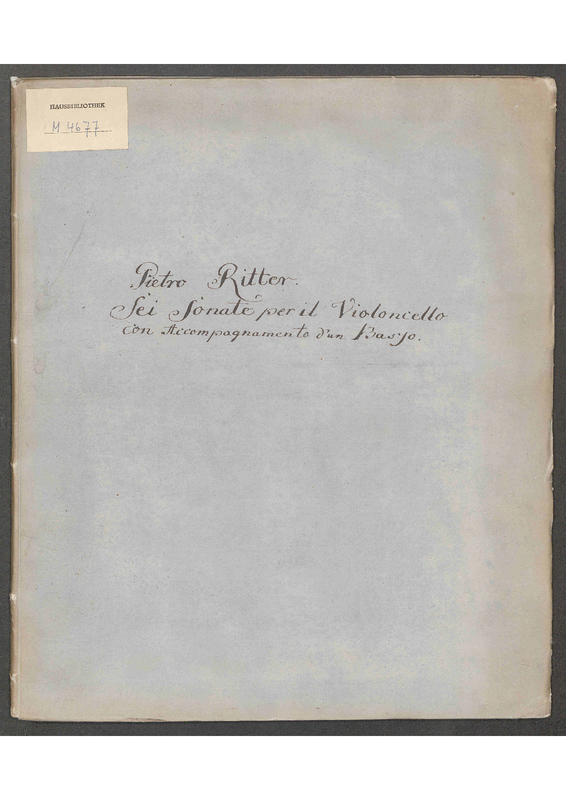 HAUSBIBLIOTHEK
M 4677
Pietro Ritter.
Sei Sonate per il Violoncello
con Accompagnamento d'un Basso.